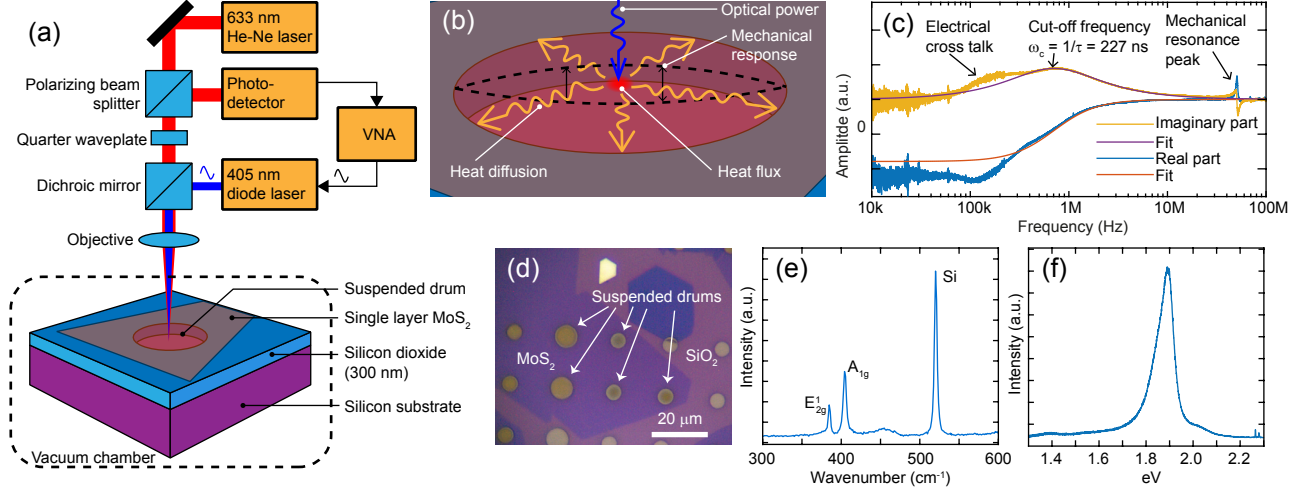 (a)
633 nm
He-Ne laser
Polarizing beam
splitter
Photo-
detector
Quarter waveplate
VNA
Dichroic mirror
405 nm
diode laser
Objective
Suspended drum
Single layer MoS2
Silicon dioxide
(300 nm)
Silicon substrate
Vacuum chamber
(b)
Optical power
Mechanical
response
Heat diffusion
Heat flux
(c)
Electrical
cross talk
Cut-off frequency
ωc = 1/τ = 227 ns
Mechanical
resonance
peak
Amplitde (a.u.)
0
Imaginary part
Fit
Real part
Fit
10k
100k
1M
10M
100M
Frequency (Hz)
(d)
Suspended drums
MoS2
SiO2
20 μm
(e)
Si
A1g
E12g
Intensity (a.u.)
300
400
500
600
Wavenumber (cm-1)
(f)
Intensity (a.u.)
1.4
1.6
1.8
2.0
2.2
eV